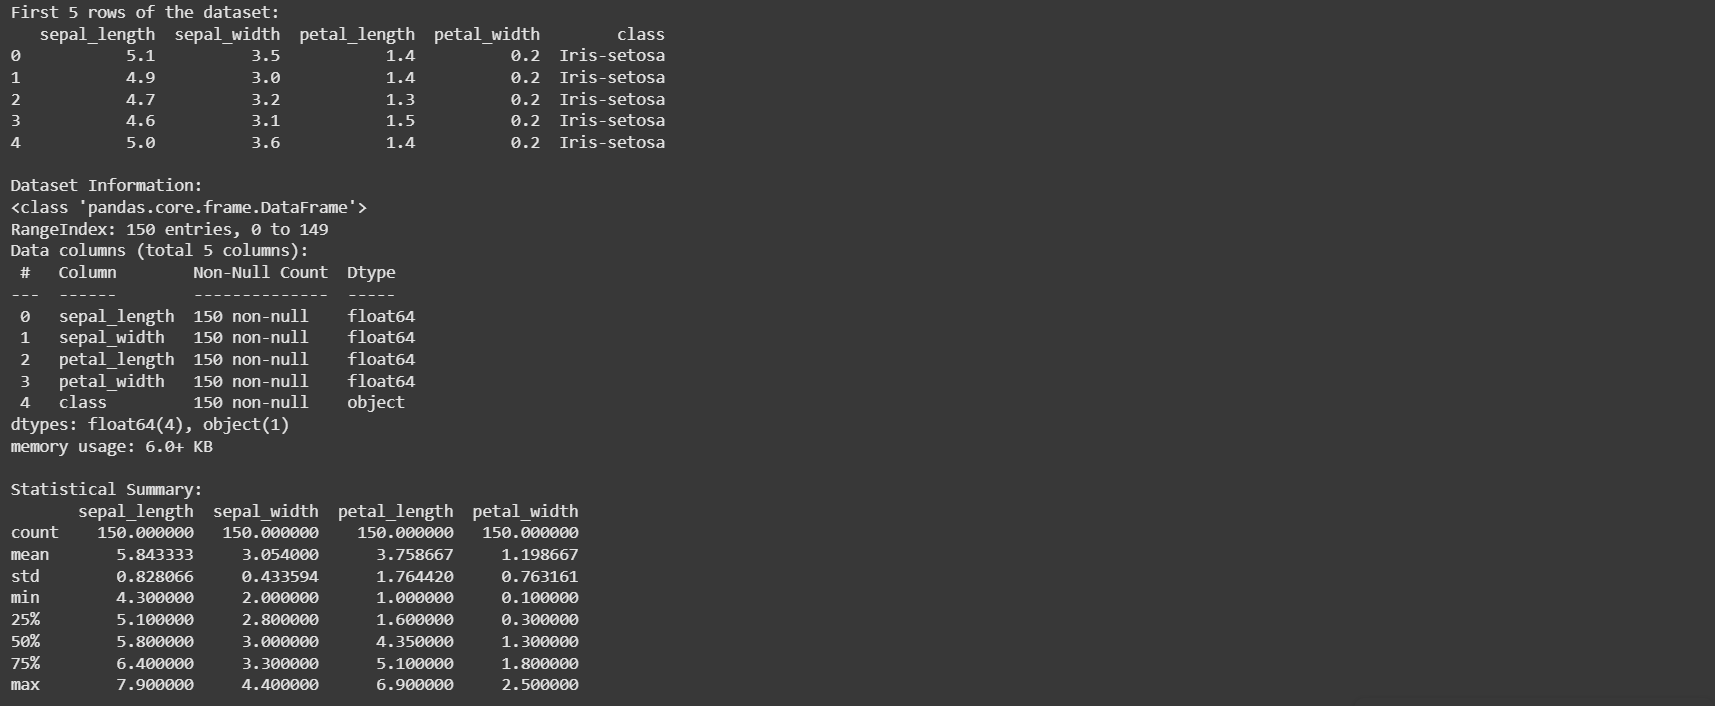 First 5 rows of the dataset:
   sepal_length  sepal_width  petal_length  petal_width        class
0           5.1          3.5           1.4          0.2  Iris-setosa
1           4.9          3.0           1.4          0.2  Iris-setosa
2           4.7          3.2           1.3          0.2  Iris-setosa
3           4.6          3.1           1.5          0.2  Iris-setosa
4           5.0          3.6           1.4          0.2  Iris-setosa

Dataset Information:
<class 'pandas.core.frame.DataFrame'>
RangeIndex: 150 entries, 0 to 149
Data columns (total 5 columns):
 #   Column        Non-Null Count  Dtype
---  ------        --------------  -----
 0   sepal_length  150 non-null    float64
 1   sepal_width   150 non-null    float64
 2   petal_length  150 non-null    float64
 3   petal_width   150 non-null    float64
 4   class         150 non-null    object
dtypes: float64(4), object(1)
memory usage: 6.0+ KB

Statistical Summary:
       sepal_length  sepal_width  petal_length  petal_width
count    150.000000   150.000000    150.000000   150.000000
mean       5.843333     3.054000      3.758667     1.198667
std        0.828066     0.433594      1.764420     0.763161
min        4.300000     2.000000      1.000000     0.100000
25%        5.100000     2.800000      1.600000     0.300000
50%        5.800000     3.000000      4.350000     1.300000
75%        6.400000     3.300000      5.100000     1.800000
max        7.900000     4.400000      6.900000     2.500000